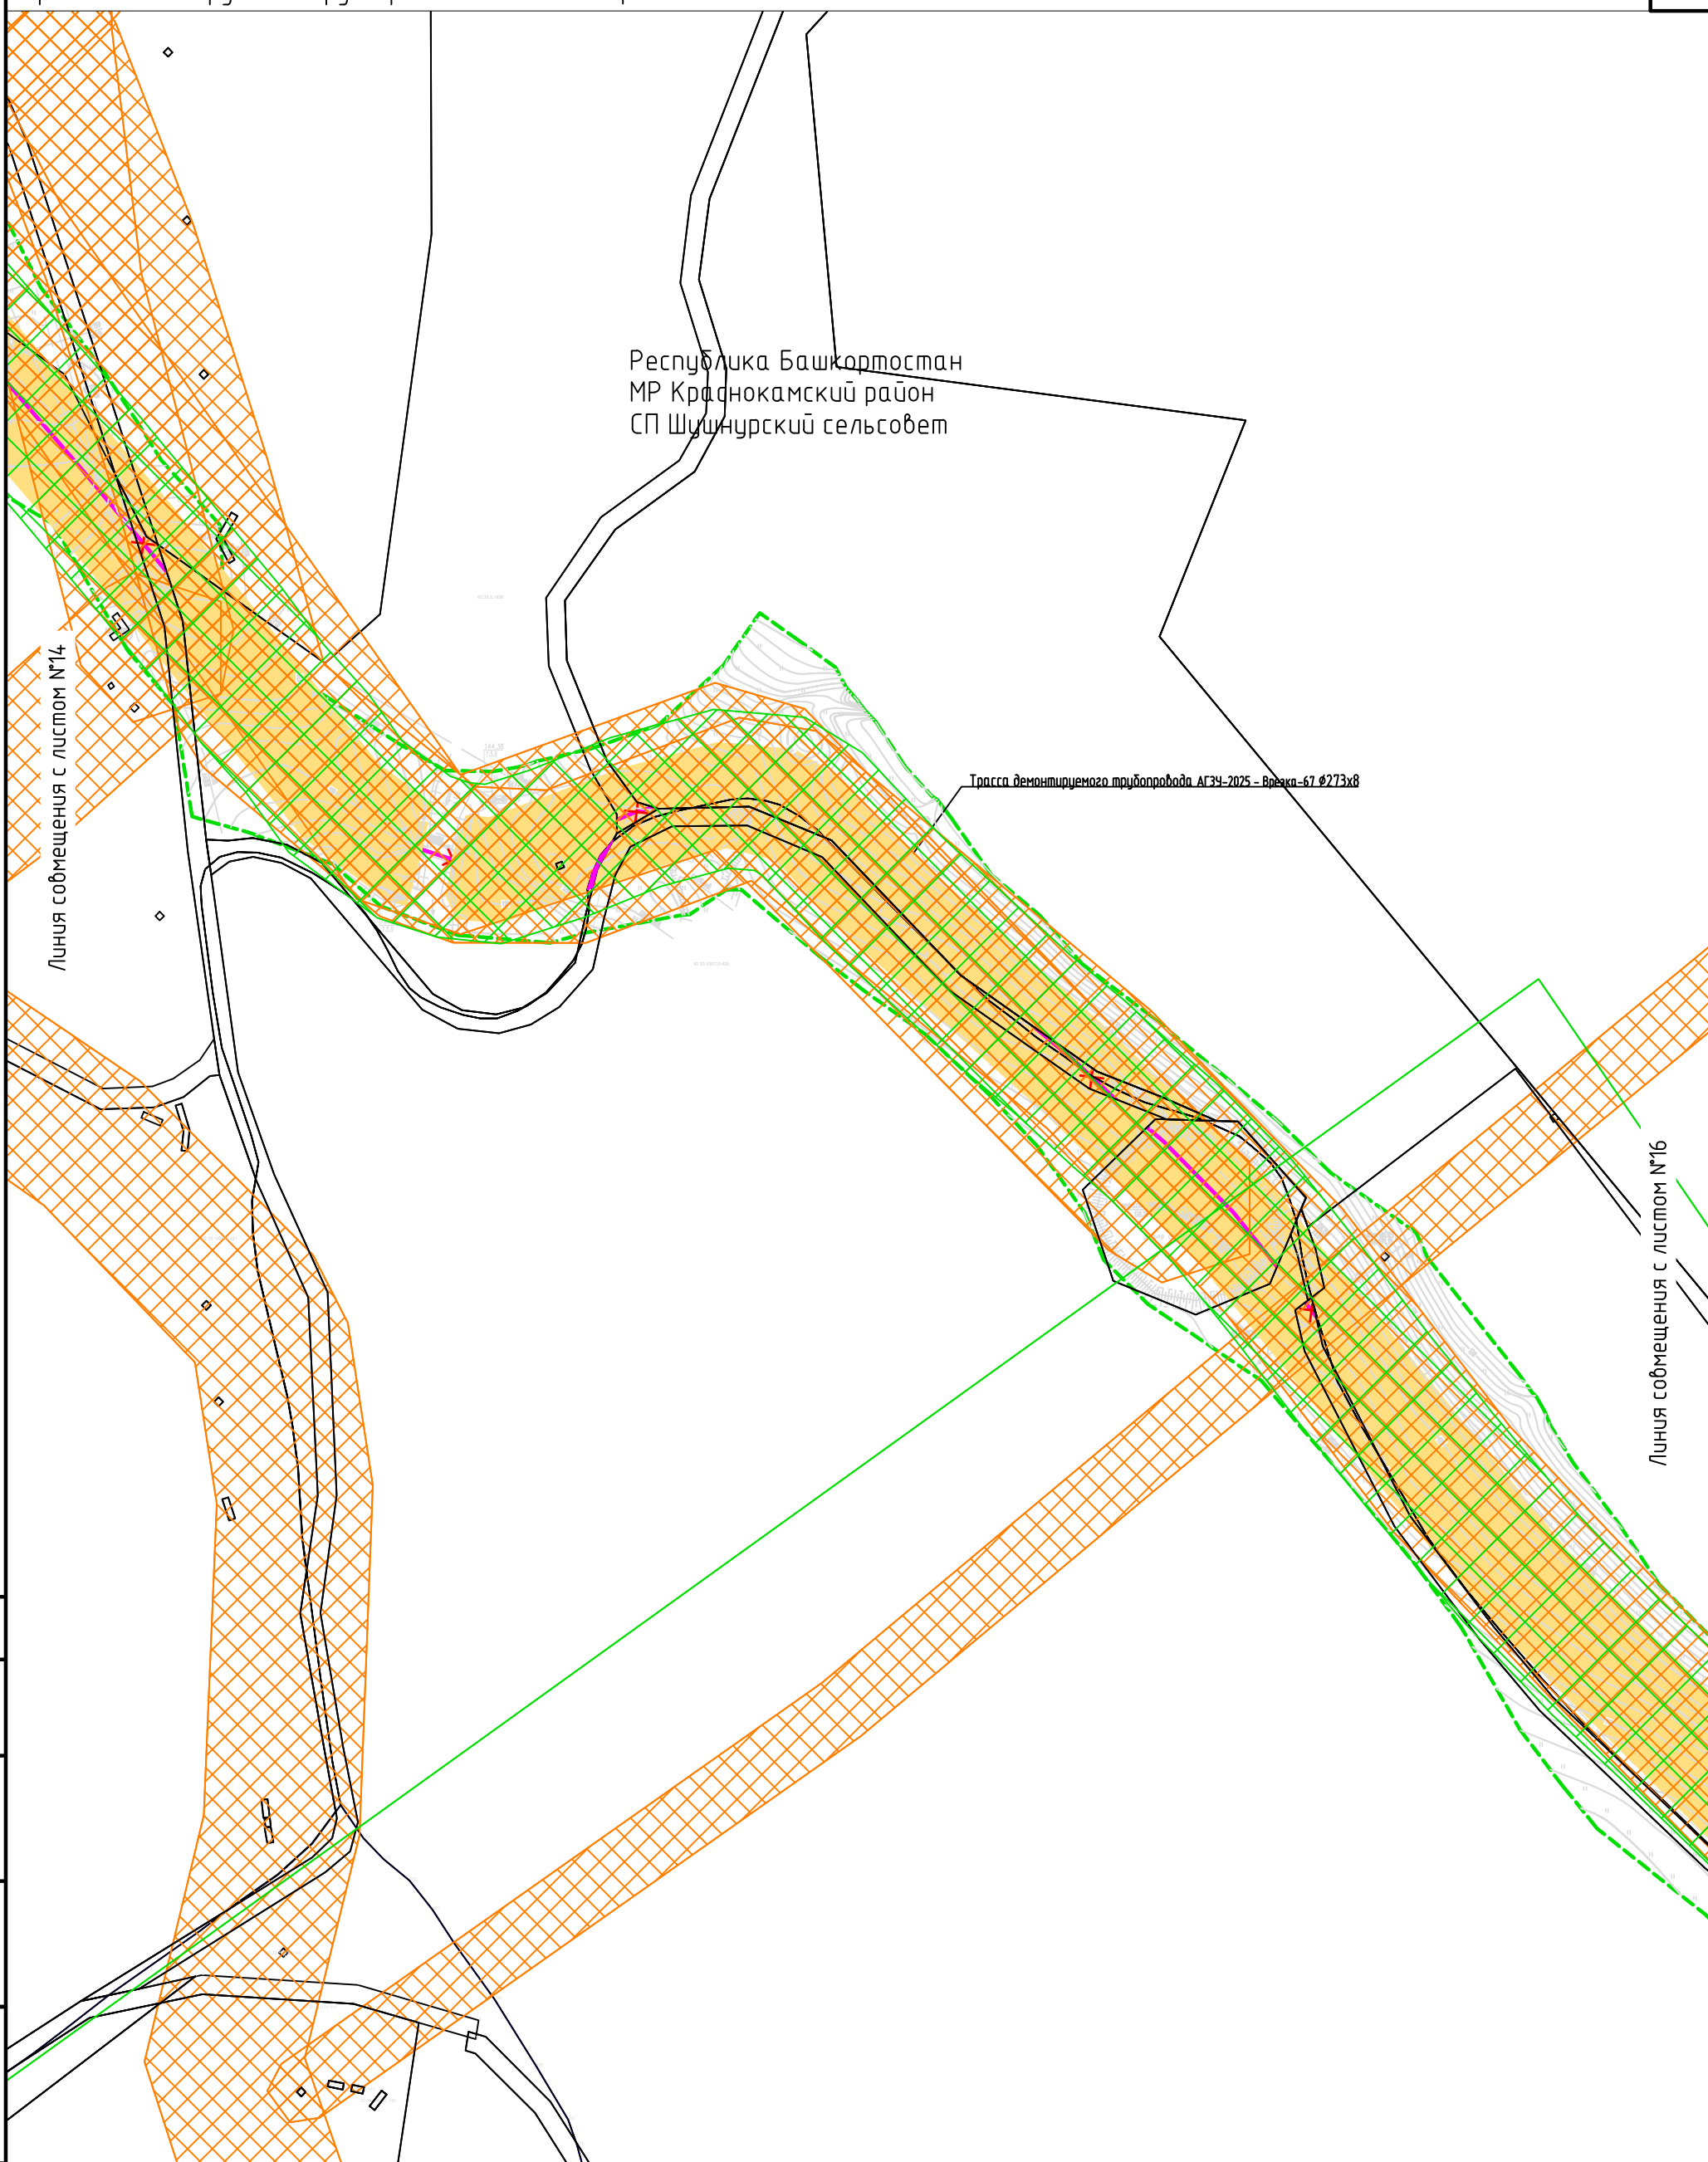 Республика Башкортостан
МР Краснокамский район
СП Шушнурский сельсовет
Трасса демонтируемого трубопровода АГЗУ-2025 - Врезка-67 ⌀273х8
Линия совмещения с листом №14
Линия совмещения с листом №16